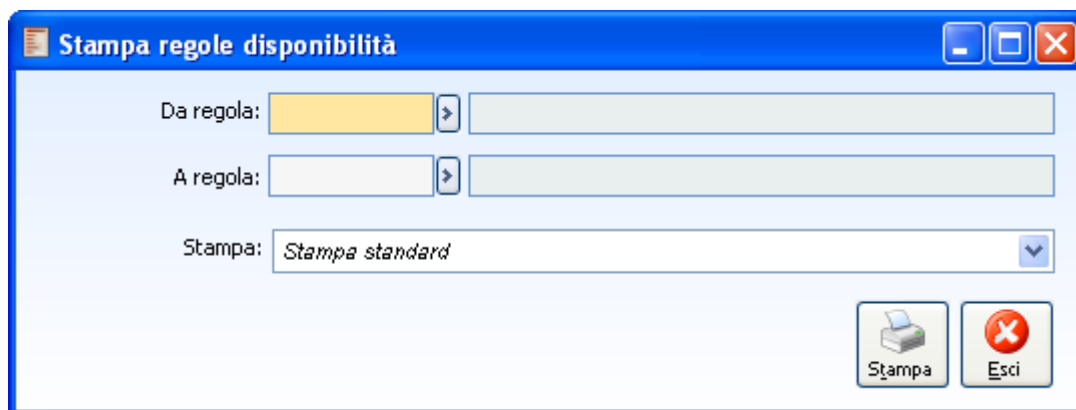 Stampa regole disponibilità
Da regola:
A regola:
Stampa: Stampa standard
Stampa Esci